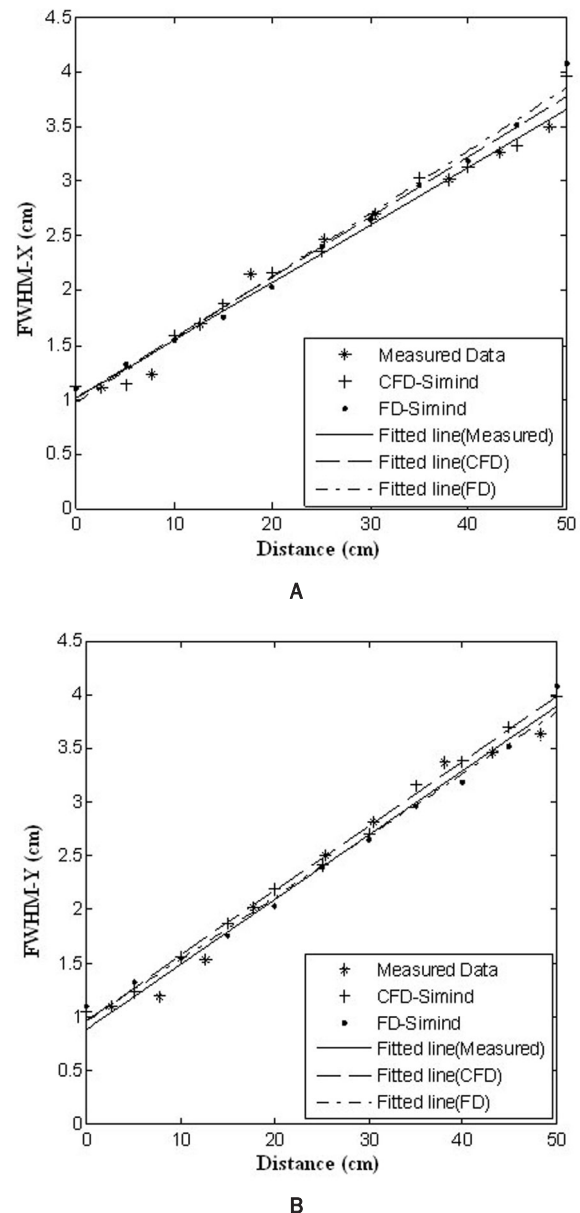 4.5
4
3.5
3
2.5
2
1.5
1
0.5
0
FWHM-X (cm)
Measured Data
CFD-Simind
FD-Simind
Fitted line(Measured)
Fitted line(CFD)
Fitted line(FD)
0 10 20 30 40 50
Distance (cm)
A
4.5
4
3.5
3
2.5
2
1.5
1
0.5
0
FWHM-Y (cm)
Measured Data
CFD-Simind
FD-Simind
Fitted line(Measured)
Fitted line(CFD)
Fitted line(FD)
0 10 20 30 40 50
Distance (cm)
B